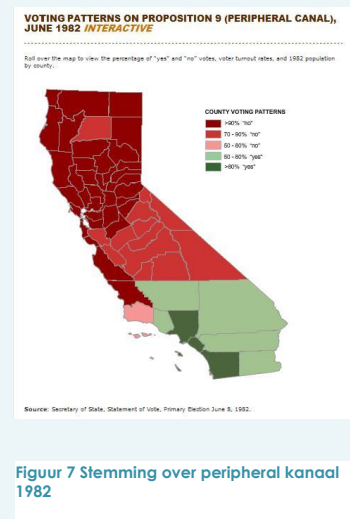 VOTING PATTERNS ON PROPOSITION 9 (PERIPHERAL CANAL),
JUNE 1982 INTERACTIVE
Roll over the map to view the percentage of "yes" and "no" votes, voter turnout rates, and 1982 population
by county.
COUNTY VOTING PATTERNS
>90% "no"
70 - 90% "no"
50 - 60% "no"
50 - 60% "yes"
>60% "yes"
Source: Secretary of State, Statement of Vote, Primary Election June 8, 1982.
Figuur 7 Stemming over peripheral kanaal
1982